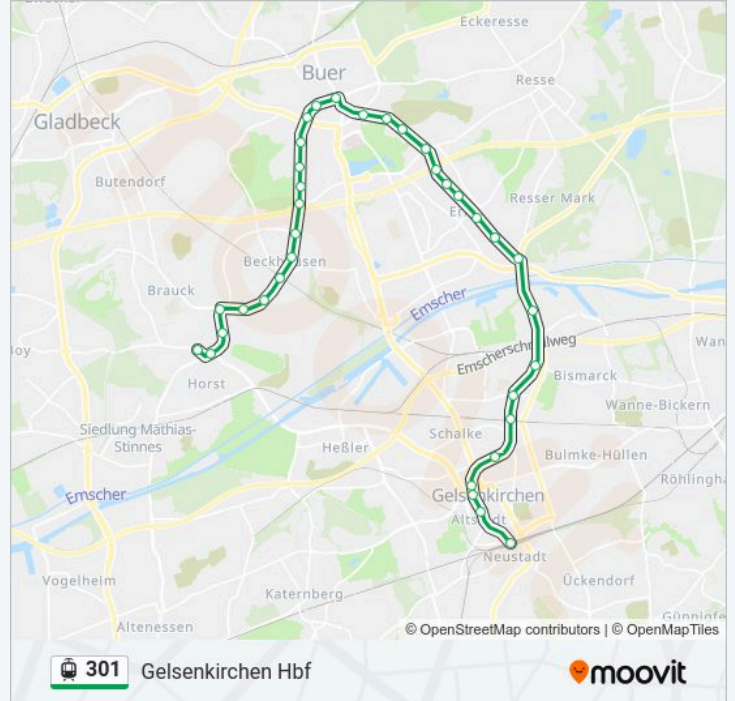 Eckeresse
Buer
Resse
Gladbeck
Butendorf
Resser Mark
Beckhausen
Brauck
Emscher
Emscherschnellweg
Horst
Bismarck
Wanne-Bickern
Siedlung Mathias-
Stinnes
Schalke
Heßler
Bulmke-Hüllen
Emscher
Gelsenkirchen
Altstadt
Neustadt
Vogelheim
Ückendorf
Katernberg
Altenessen
© OpenStreetMap contributors | © OpenMapTiles
301 Gelsenkirchen Hbf
moovit